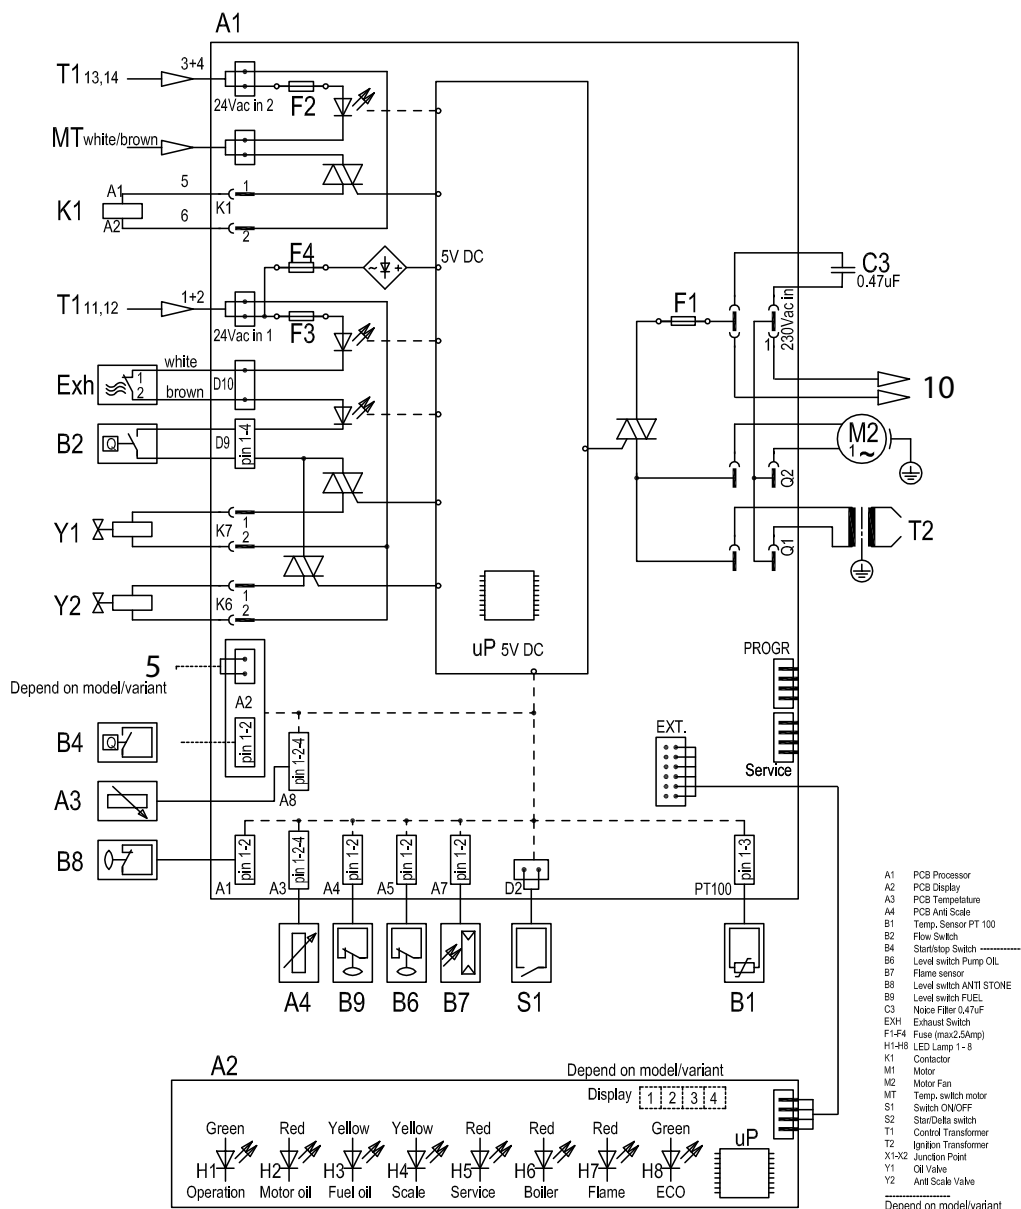 A1
T1 13,14
3+4
24Vac in 2
F2
MT white/brown
K1
A1
A2
5
6
K1
1
2
F4
5V DC
T1 11,12
1+2
24Vac in 1
F3
Exh
1
2
white
brown
D10
B2
Q
D9
pin 1-4
Y1
K7
1
2
Y2
K6
1
2
uP 5V DC
F1
C3
0.47uF
230Vac in
1
10
M2
1~
Q2
T2
Q1
5
Depend on model/variant
A2
pin 1-2
B4
Q
A3
pin 1-2-4
A8
B8
PROGR
Service
EXT.
pin 1-2
A1
pin 1-2-4
A3
pin 1-2
A4
pin 1-2
A5
pin 1-2
A7
D2
pin 1-3
PT100
A4
B9
B6
B7
S1
B1
A2
Depend on model/variant
Display 1 2 3 4
uP
Green
H1
Operation
Red
H2
Motor oil
Yellow
H3
Fuel oil
Yellow
H4
Scale
Red
H5
Service
Red
H6
Boiler
Red
H7
Flame
Green
H8
ECO
A1 PCB Processor
A2 PCB Display
A3 PCB Tempetature
A4 PCB Anti Scale
B1 Temp. Sensor PT 100
B2 Flow Switch
B4 Start/stop Switch ------------
B6 Level switch Pump OIL
B7 Flame sensor
B8 Level switch ANTI STONE
B9 Level switch FUEL
C3 Noice Filter 0,47uF
EXH Exhaust Switch
F1-F4 Fuse (max2.5Amp)
H1-H8 LED Lamp 1 - 8
K1 Contactor
M1 Motor
M2 Motor Fan
MT Temp. switch motor
S1 Switch ON/OFF
S2 Star/Delta switch
T1 Control Transformer
T2 Ignition Transformer
X1-X2 Junction Point
Y1 Oil Valve
Y2 Anti Scale Valve
-------------------
Depend on model/variant